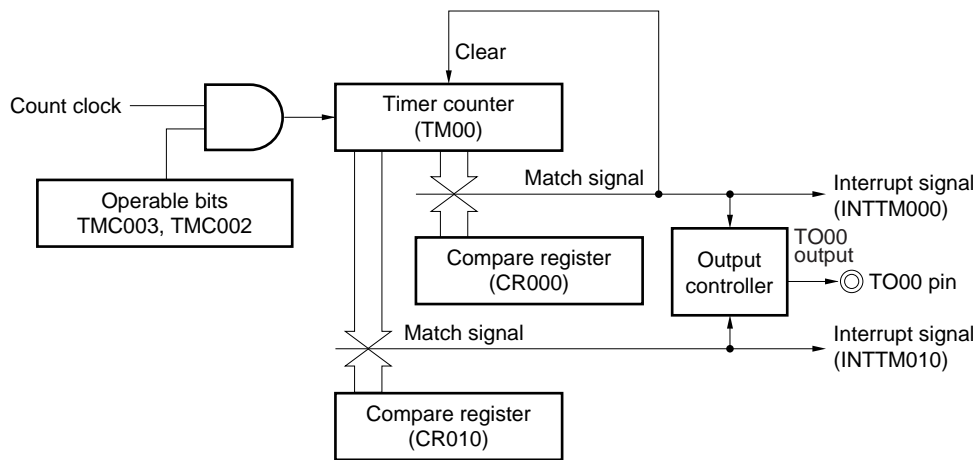 Clear
Count clock
Timer counter
(TM00)
Operable bits
TMC003, TMC002
Match signal
Interrupt signal
(INTTM000)
Compare register
(CR000)
Output
controller
TO00
output
TO00 pin
Match signal
Interrupt signal
(INTTM010)
Compare register
(CR010)